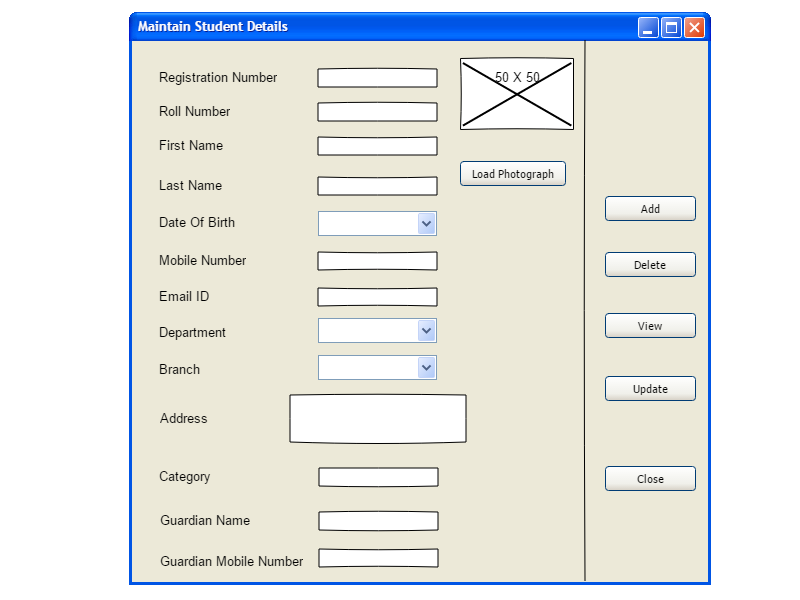 Maintain Student Details
Registration Number
50 X 50
Roll Number
First Name
Load Photograph
Last Name
Add
Date Of Birth
Mobile Number
Delete
Email ID
View
Department
Branch
Update
Address
Category
Close
Guardian Name
Guardian Mobile Number